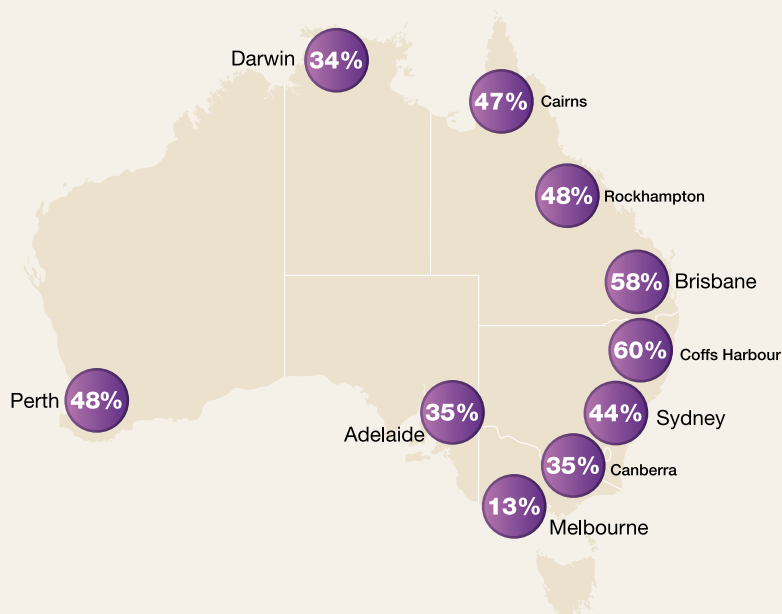 Darwin 34%
47% Cairns
48% Rockhampton
58% Brisbane
60% Coffs Harbour
Perth 48%
35%
Adelaide
44% Sydney
35% Canberra
13%
Melbourne